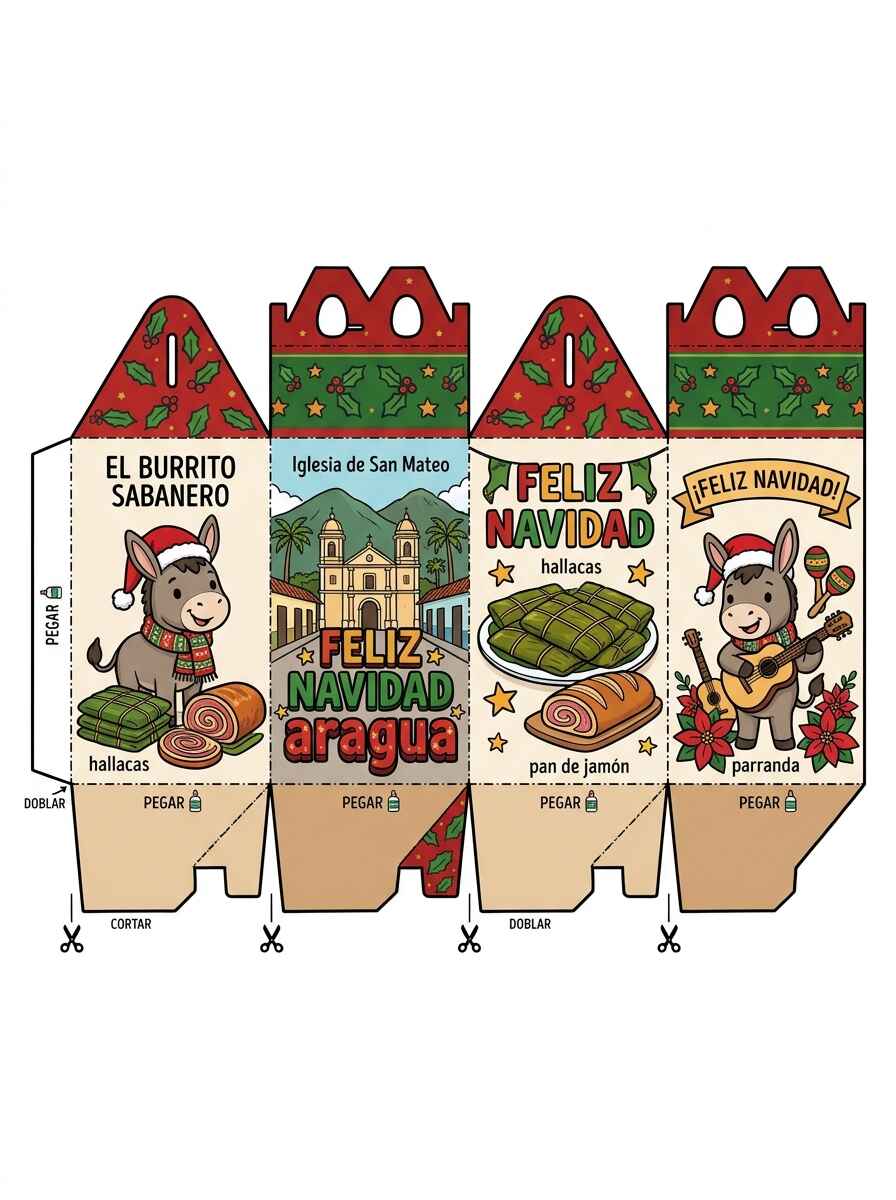 EL BURRITO
SABANERO
hallacas
Iglesia de San Mateo
FELIZ
NAVIDAD
aragua
FELIZ
NAVIDAD
hallacas
pan de jamón
¡FELIZ NAVIDAD!
parranda
PEGAR
DOBLAR
PEGAR
PEGAR
PEGAR
PEGAR
CORTAR
DOBLAR